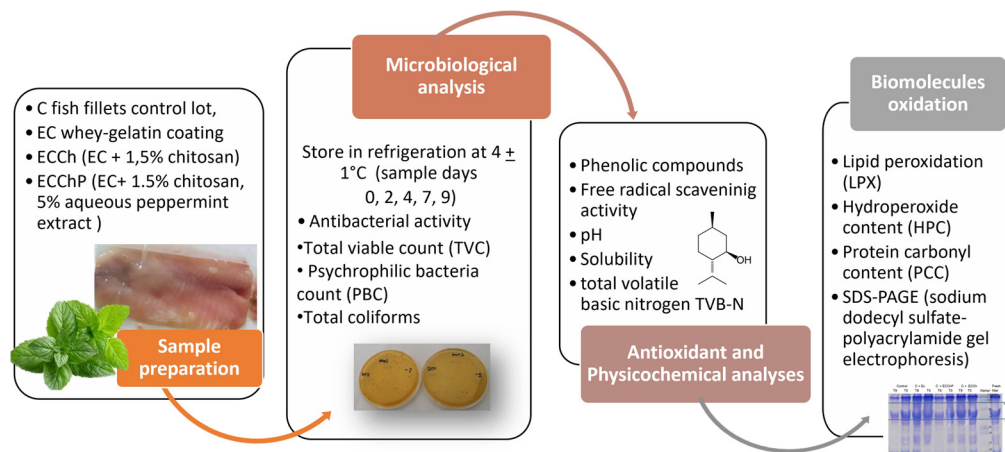 • C fish fillets control lot,
• EC whey-gelatin coating
• ECCh (EC + 1,5% chitosan)
• ECChP (EC+ 1.5% chitosan,
5% aqueous peppermint
extract )
Sample
preparation
Microbiological
analysis
Store in refrigeration at 4 ±
1°C (sample days
0, 2, 4, 7, 9)
• Antibacterial activity
•Total viable count (TVC)
• Psychrophilic bacteria
count (PBC)
•Total coliforms
• Phenolic compounds
• Free radical scaveninig
activity
• pH
• Solubility
• total volatile
basic nitrogen TVB-N
OH
Antioxidant and
Physicochemical analyses
Biomolecules
oxidation
• Lipid peroxidation
(LPX)
• Hydroperoxide
content (HPC)
• Protein carbonyl
content (PCC)
• SDS-PAGE (sodium
dodecyl sulfate-
polyacrylamide gel
electrophoresis)